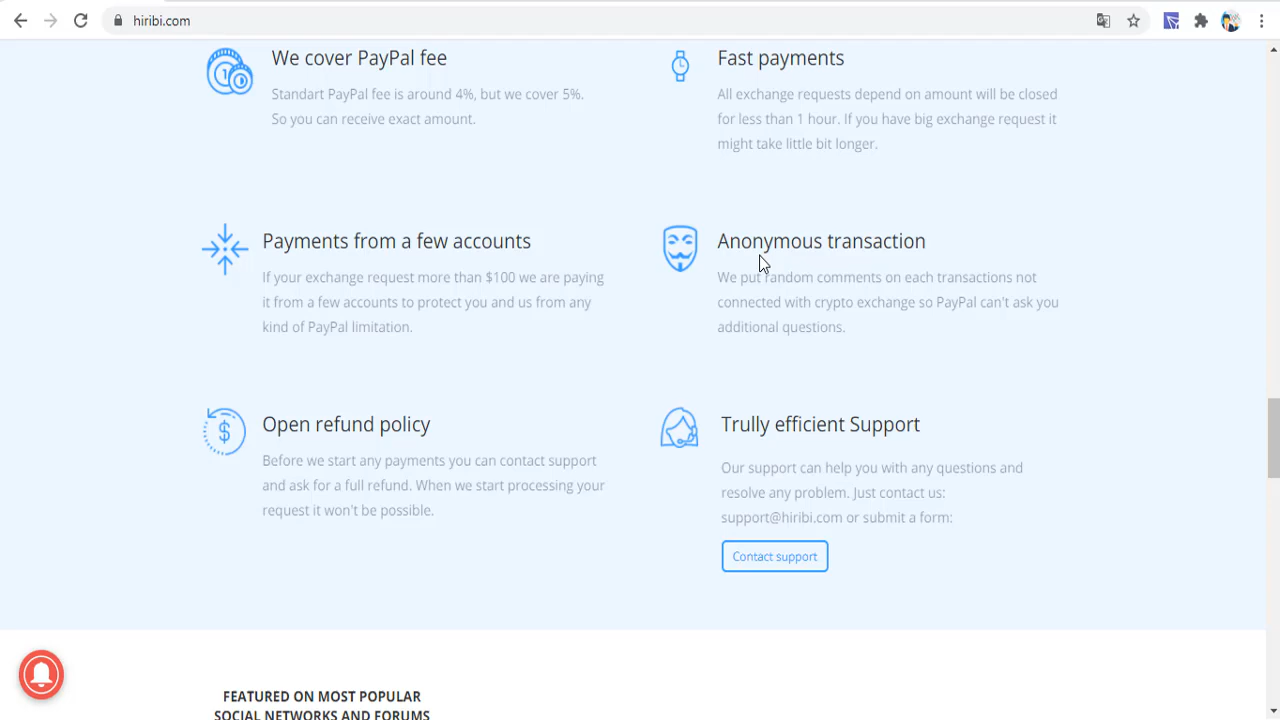 hiribi.com
We cover PayPal fee
Standart PayPal fee is around 4%, but we cover 5%.
So you can receive exact amount.
Fast payments
All exchange requests depend on amount will be closed
for less than 1 hour. If you have big exchange request it
might take little bit longer.
Payments from a few accounts
If your exchange request more than $100 we are paying
it from a few accounts to protect you and us from any
kind of PayPal limitation.
Anonymous transaction
We put random comments on each transactions not
connected with crypto exchange so PayPal can't ask you
additional questions.
Open refund policy
Before we start any payments you can contact support
and ask for a full refund. When we start processing your
request it won't be possible.
Trully efficient Support
Our support can help you with any questions and
resolve any problem. Just contact us:
support@hiribi.com or submit a form:
Contact support
FEATURED ON MOST POPULAR
SOCIAL NETWORKS AND FORUMS